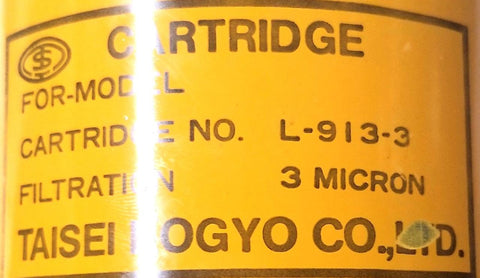 CARTRIDGE
FOR-MODEL
CARTRIDGE NO. L-913-3
FILTRATION 3 MICRON
TAISEI KOGYO CO.,LTD.